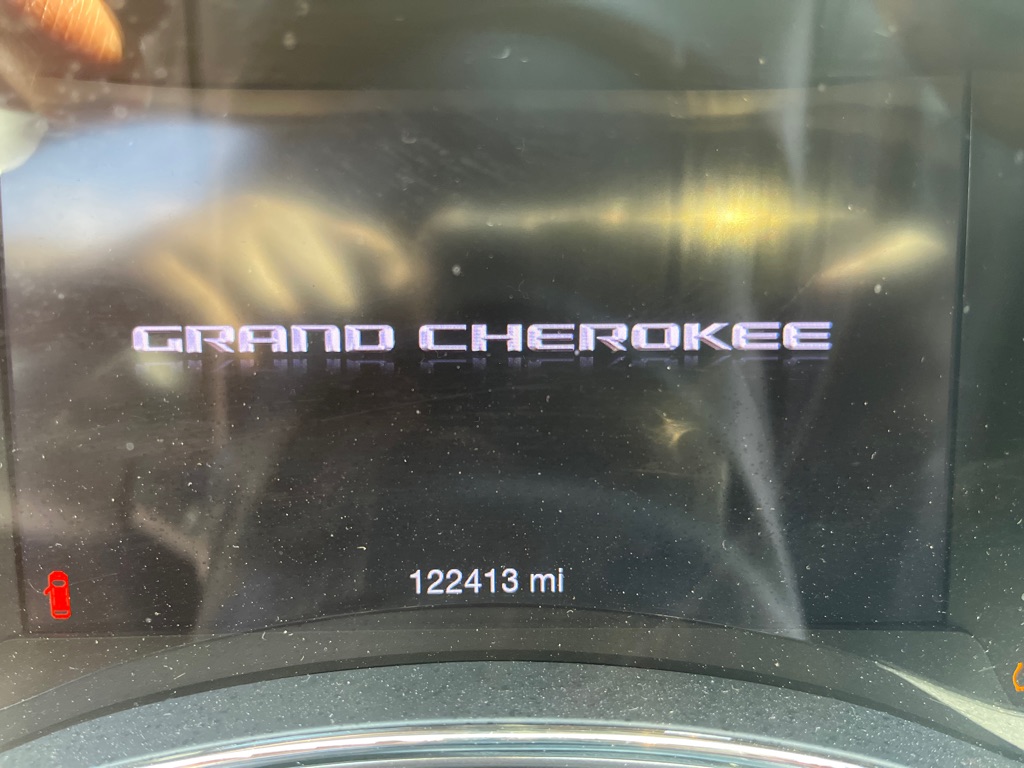 GRAND CHEROKEE
122413 mi